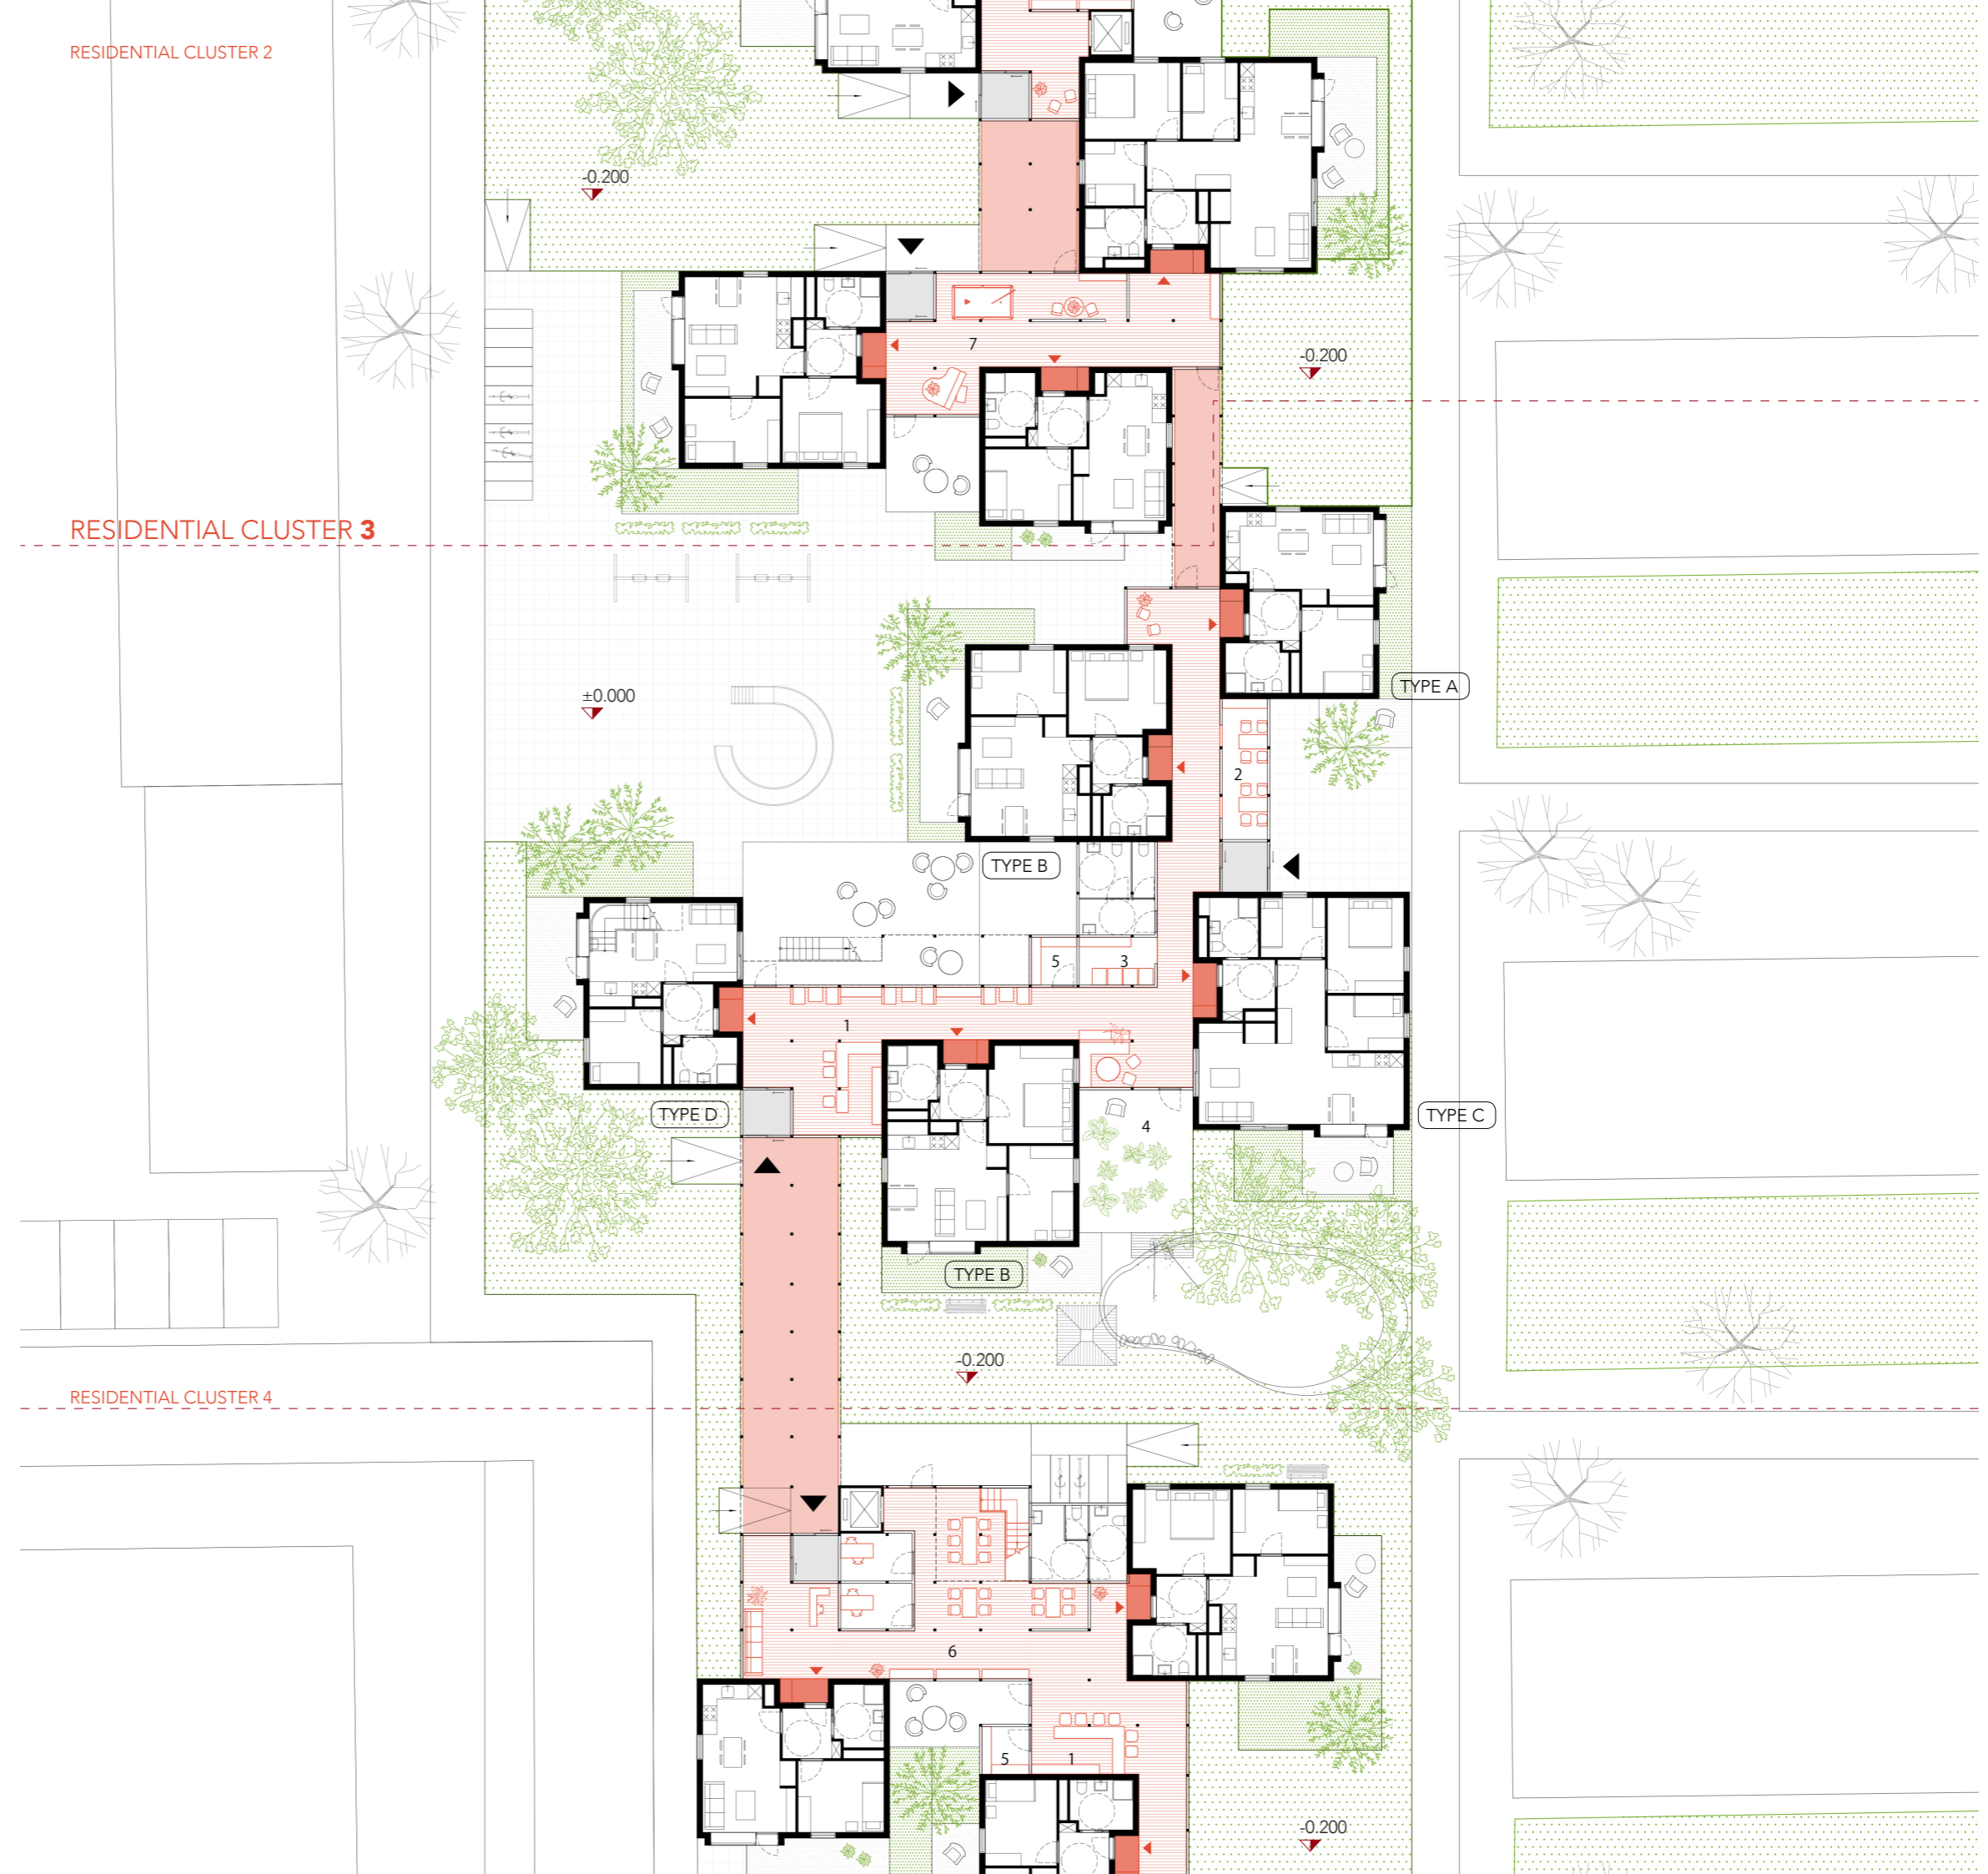 RESIDENTIAL CLUSTER 2
-0.200
7
-0.200
RESIDENTIAL CLUSTER 3
TYPE A
±0.000
2
TYPE B
5
3
1
TYPE D
TYPE C
4
TYPE B
-0.200
RESIDENTIAL CLUSTER 4
6
5
1
-0.200